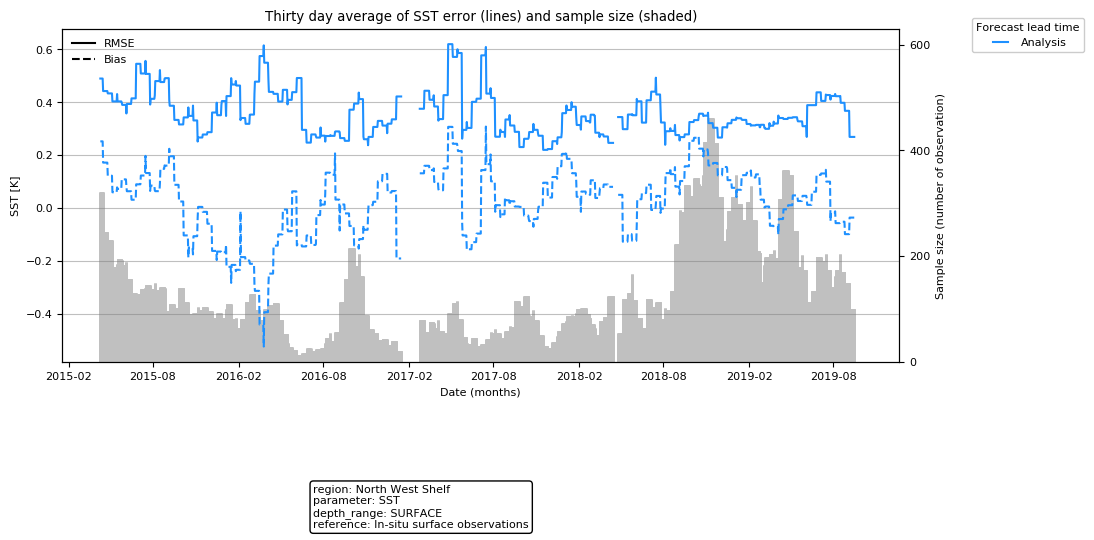 Thirty day average of SST error (lines) and sample size (shaded)
Forecast lead time
Analysis
RMSE
Bias
0.6
0.4
0.2
0.0
−0.2
−0.4
SST [K]
600
400
200
0
Sample size (number of observation)
2015-02
2015-08
2016-02
2016-08
2017-02
2017-08
2018-02
2018-08
2019-02
2019-08
Date (months)
region: North West Shelf
parameter: SST
depth_range: SURFACE
reference: In-situ surface observations